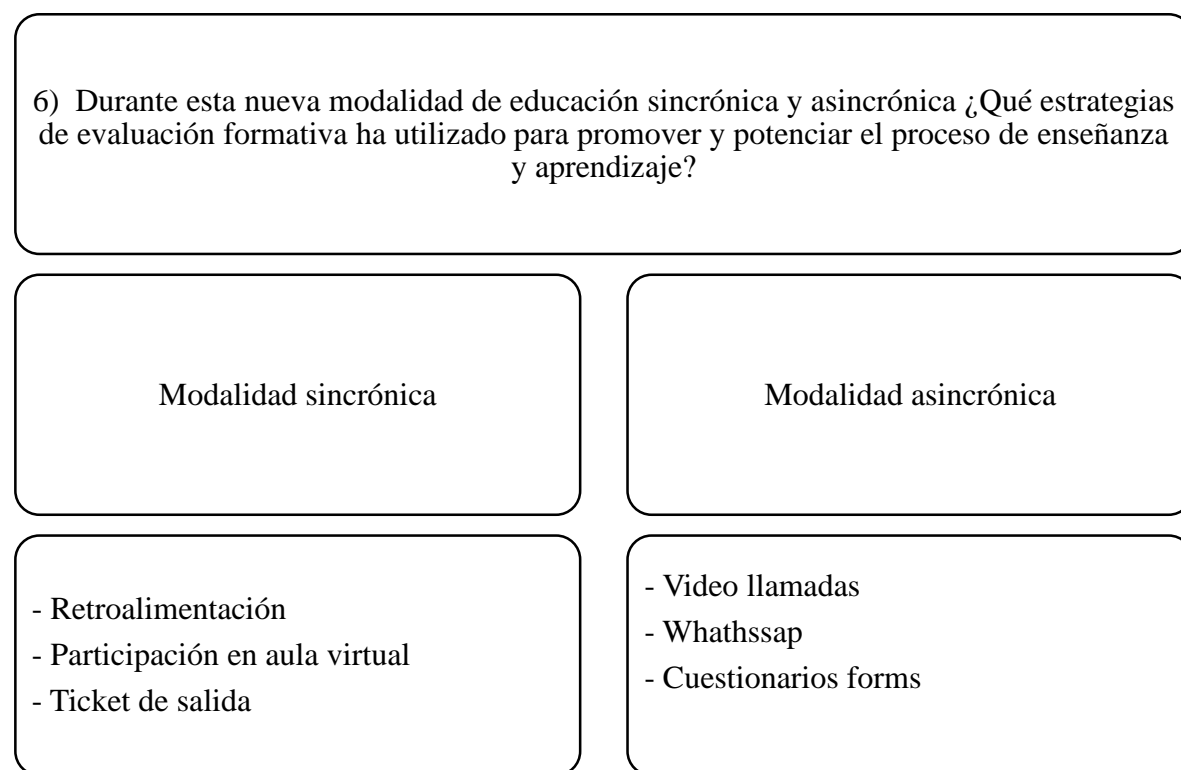 6) Durante esta nueva modalidad de educación sincrónica y asincrónica ¿Qué estrategias
de evaluación formativa ha utilizado para promover y potenciar el proceso de enseñanza
y aprendizaje?
Modalidad sincrónica
Modalidad asincrónica
- Retroalimentación
- Participación en aula virtual
- Ticket de salida
- Video llamadas
- Whathssap
- Cuestionarios forms